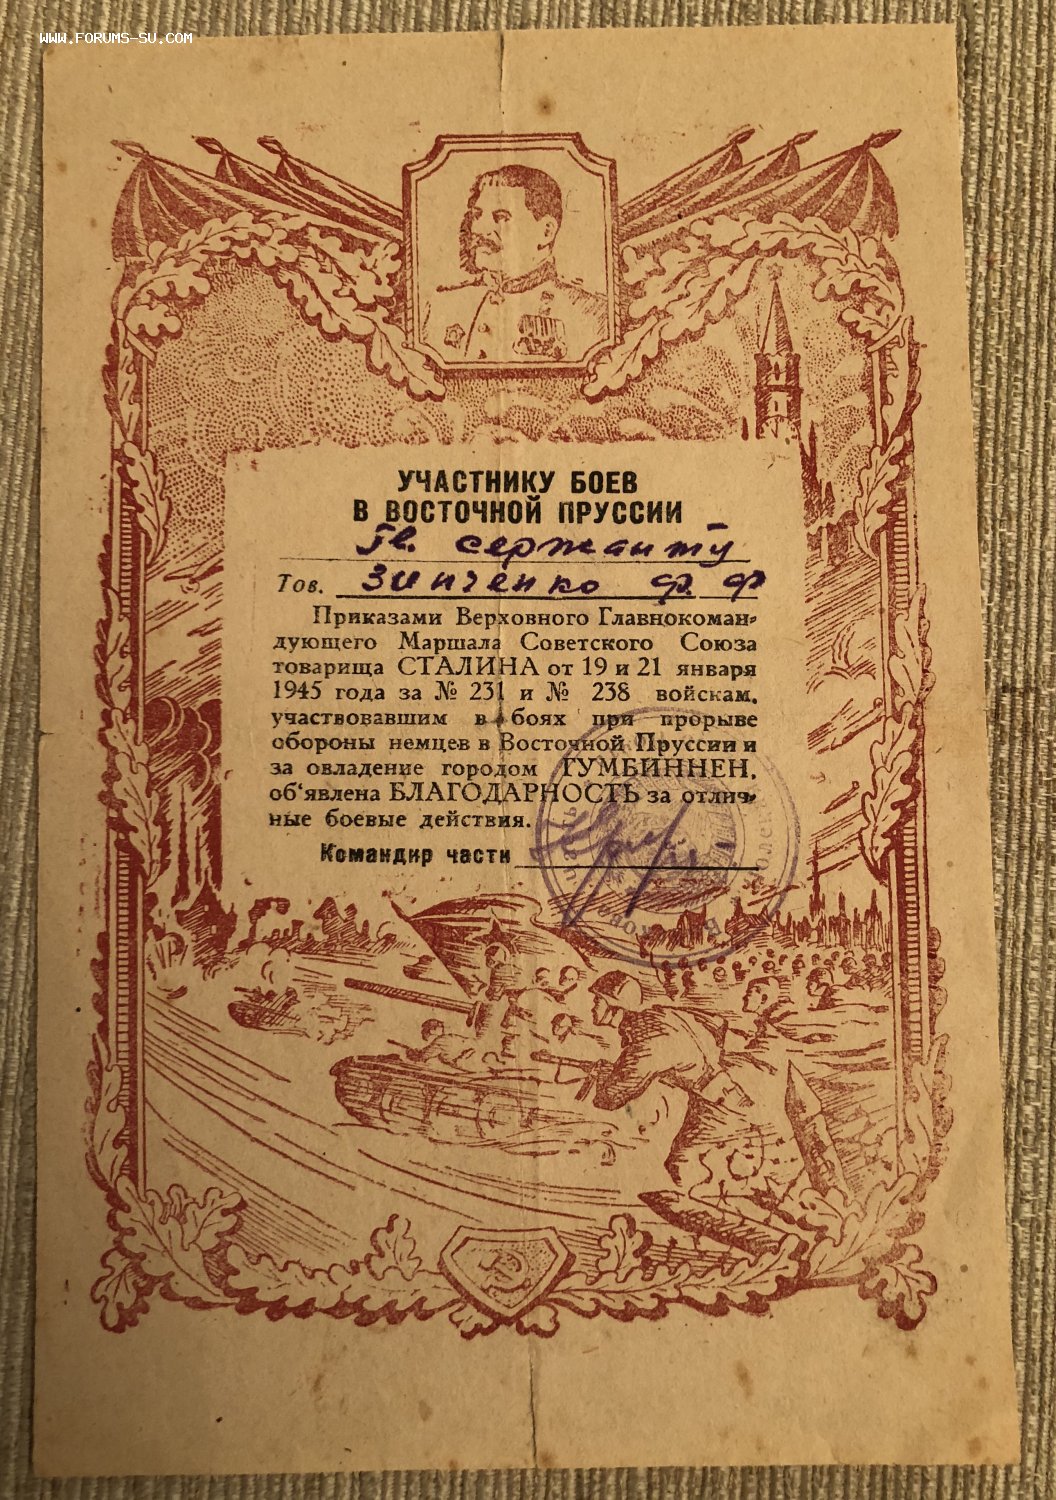 WWW.FORUMS-SU.COM
УЧАСТНИКУ БОЕВ
В ВОСТОЧНОЙ ПРУССИИ
Гв. сержанту
Тов. Зинченко Ф. Ф
Приказами Верховного Главнокоман-
дующего Маршала Советского Союза
товарища СТАЛИНА от 19 и 21 января
1945 года за № 231 и № 238 войскам,
участвовавшим в боях при прорыве
обороны немцев в Восточной Пруссии и
за овладение городом ГУМБИННЕН,
об'явлена БЛАГОДАРНОСТЬ за отлич-
ные боевые действия.
Командир части